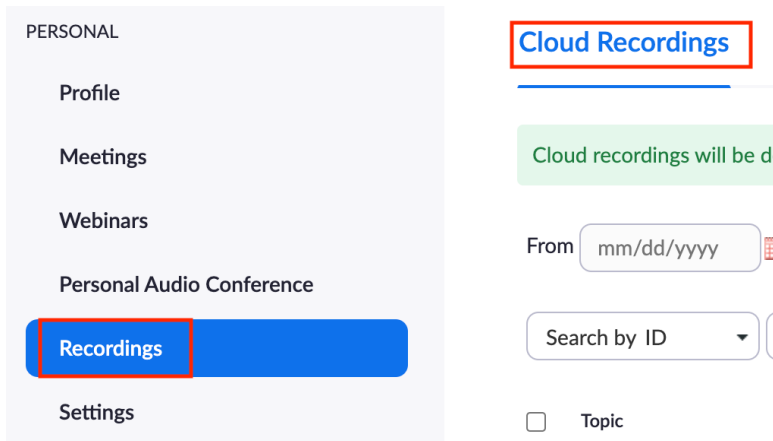 PERSONAL
Profile
Meetings
Webinars
Personal Audio Conference
Recordings
Settings
Cloud Recordings
Cloud recordings will be d
From mm/dd/yyyy
Search by ID
Topic